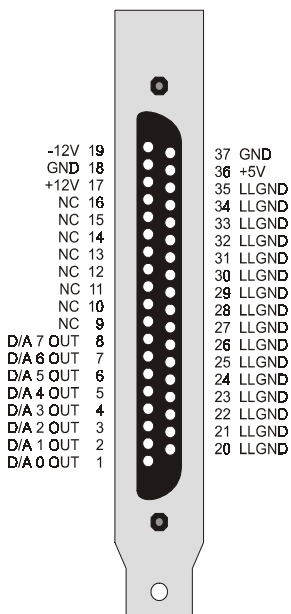 -12V 19
GND 18
+12V 17
NC 16
NC 15
NC 14
NC 13
NC 12
NC 11
NC 10
NC 9
D/A 7 OUT 8
D/A 6 OUT 7
D/A 5 OUT 6
D/A 4 OUT 5
D/A 3 OUT 4
D/A 2 OUT 3
D/A 1 OUT 2
D/A 0 OUT 1
37 GND
36 +5V
35 LLGND
34 LLGND
33 LLGND
32 LLGND
31 LLGND
30 LLGND
29 LLGND
28 LLGND
27 LLGND
26 LLGND
25 LLGND
24 LLGND
23 LLGND
22 LLGND
21 LLGND
20 LLGND